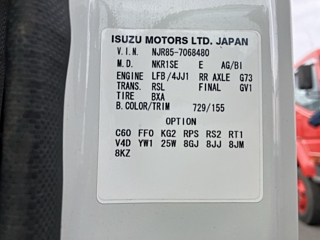 ISUZU MOTORS LTD. JAPAN
V.I.N. NJR85-7068480
M.D. NKR1SE E AG/BI
ENGINE LFB/4JJ1 RR AXLE G73
TRANS. RSL FINAL GV1
TIRE BXA
B.COLOR/TRIM 729/155
OPTION
C60 FF0 KG2 RPS RS2 RT1
V4D YW1 25W 8GJ 8JJ 8JM
8KZ